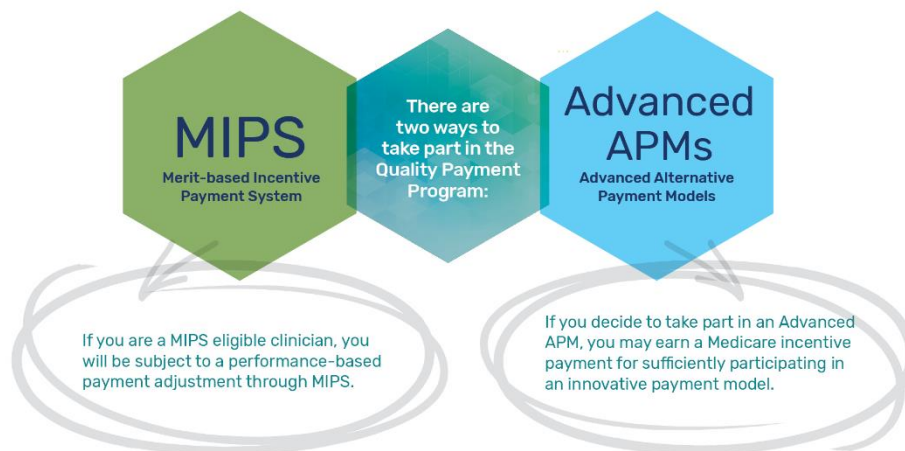 MIPS
Merit-based Incentive
Payment System
There are
two ways to
take part in the
Quality Payment
Program:
Advanced
APMs
Advanced Alternative
Payment Models
If you are a MIPS eligible clinician, you
will be subject to a performance-based
payment adjustment through MIPS.
If you decide to take part in an Advanced
APM, you may earn a Medicare incentive
payment for sufficiently participating in
an innovative payment model.